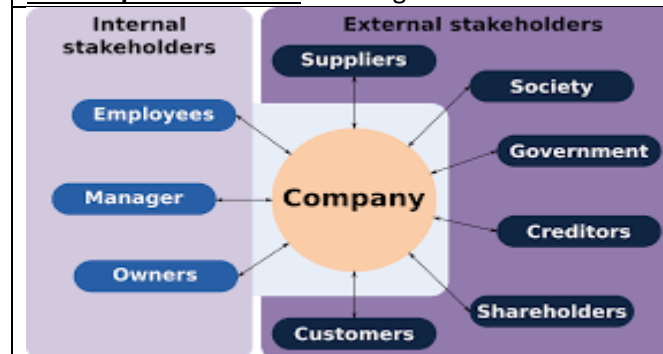 Internal
stakeholders
External stakeholders
Suppliers
Society
Employees
Government
Manager
Company
Creditors
Owners
Shareholders
Customers